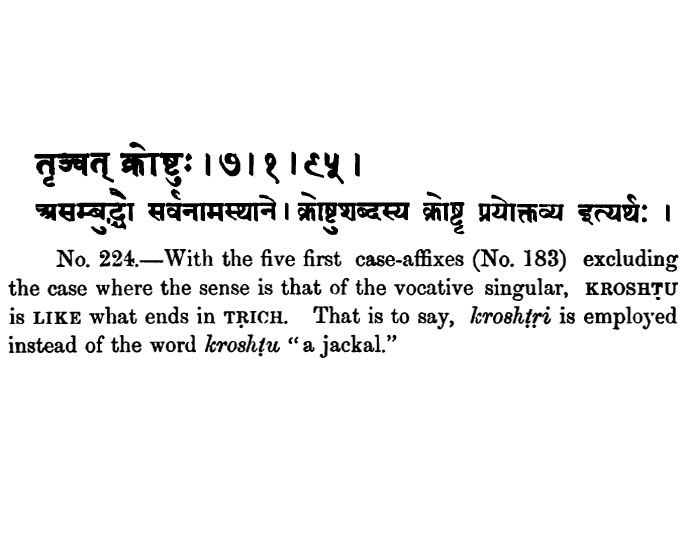 तृज्वत् क्रोष्टुः । ७ । १ । ९५ ।
असम्बुद्धौ सर्वनामस्थाने । क्रोष्टुशब्दस्य क्रोष्टृ प्रयोक्तव्य इत्यर्थः ।
No. 224.—With the five first case-affixes (No. 183) excluding
the case where the sense is that of the vocative singular, KROSHṬU
is LIKE what ends in TṚICH. That is to say, kroshṭṛi is employed
instead of the word kroshṭu “a jackal.”